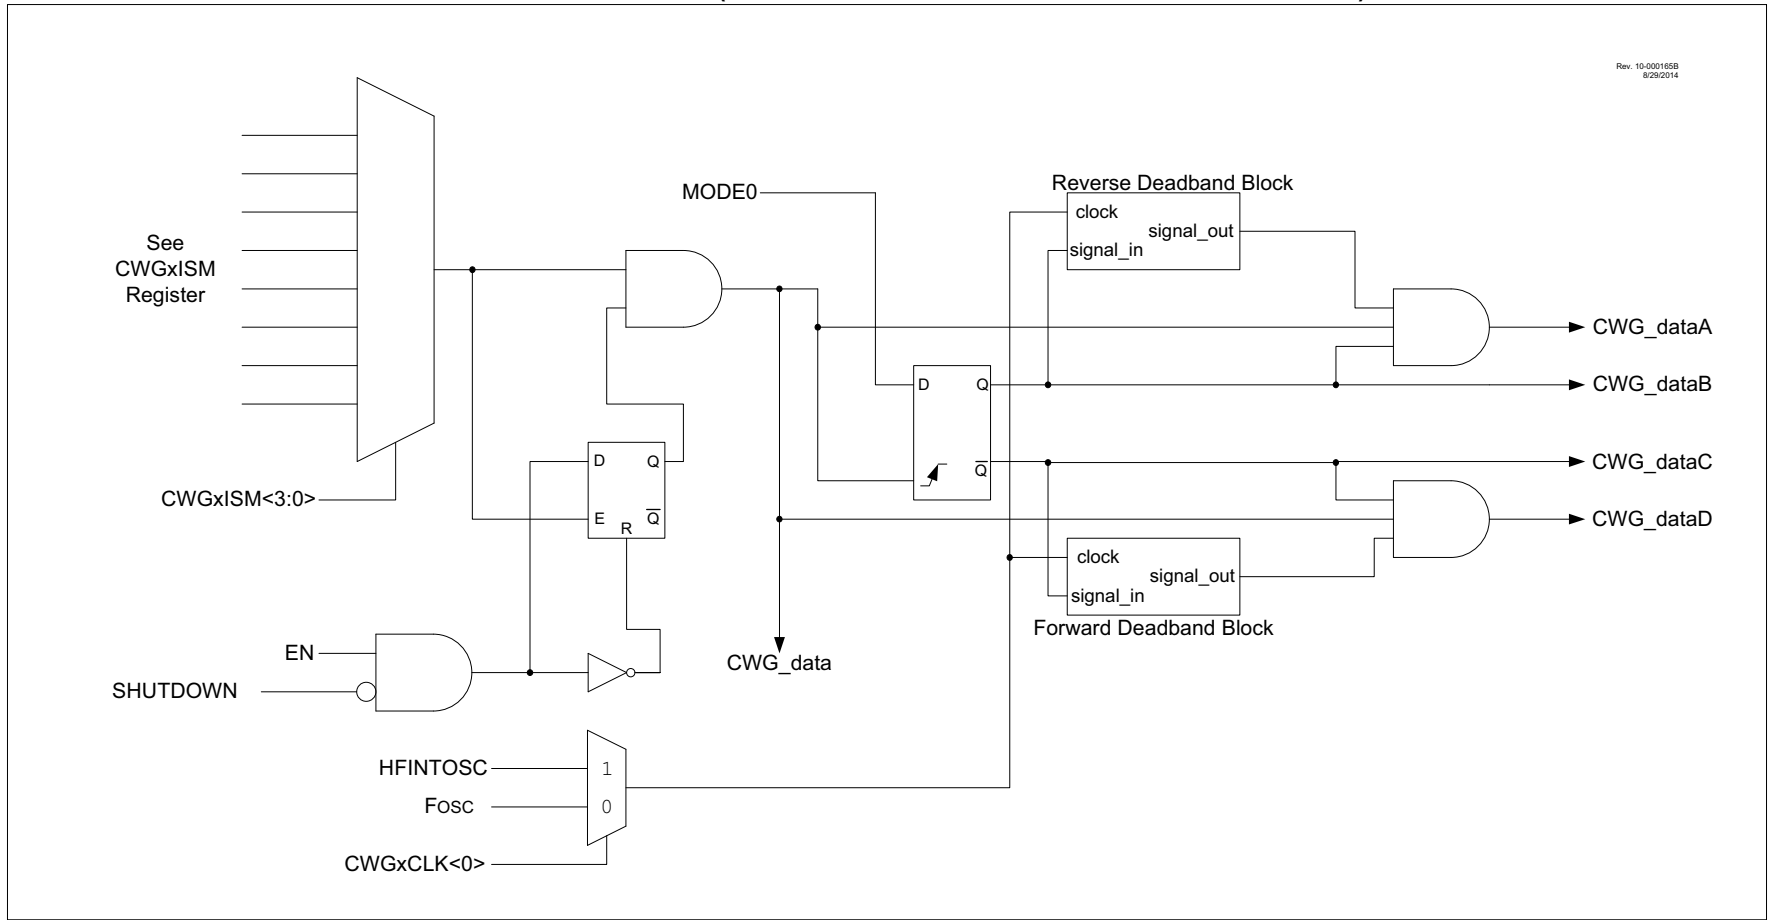 Rev. 10-000165B
8/29/2014
See
CWGxISM
Register
CWGxISM<3:0>
MODE0
Reverse Deadband Block
clock
signal_in
signal_out
D
Q
Q̅
D
Q
E
Q̅
R
CWG_dataA
CWG_dataB
CWG_dataC
CWG_dataD
clock
signal_in
signal_out
Forward Deadband Block
EN
SHUTDOWN
CWG_data
HFINTOSC
1
FOSC
0
CWGxCLK<0>